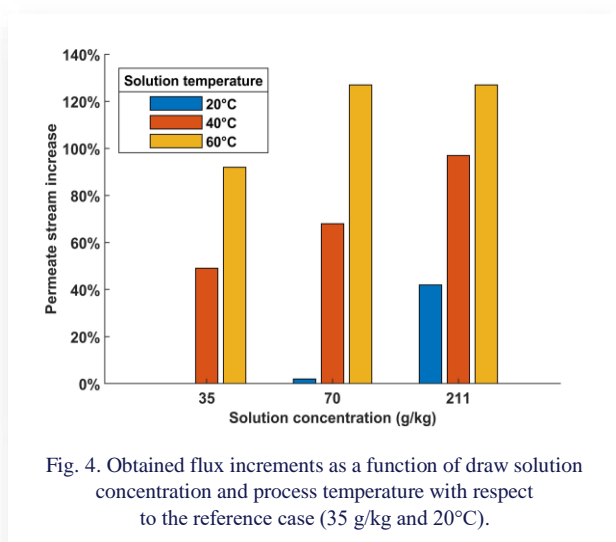 140%
120%
100%
80%
60%
40%
20%
0%
Permeate stream increase
Solution temperature
20°C
40°C
60°C
35
70
211
Solution concentration (g/kg)
Fig. 4. Obtained flux increments as a function of draw solution
concentration and process temperature with respect
to the reference case (35 g/kg and 20°C).